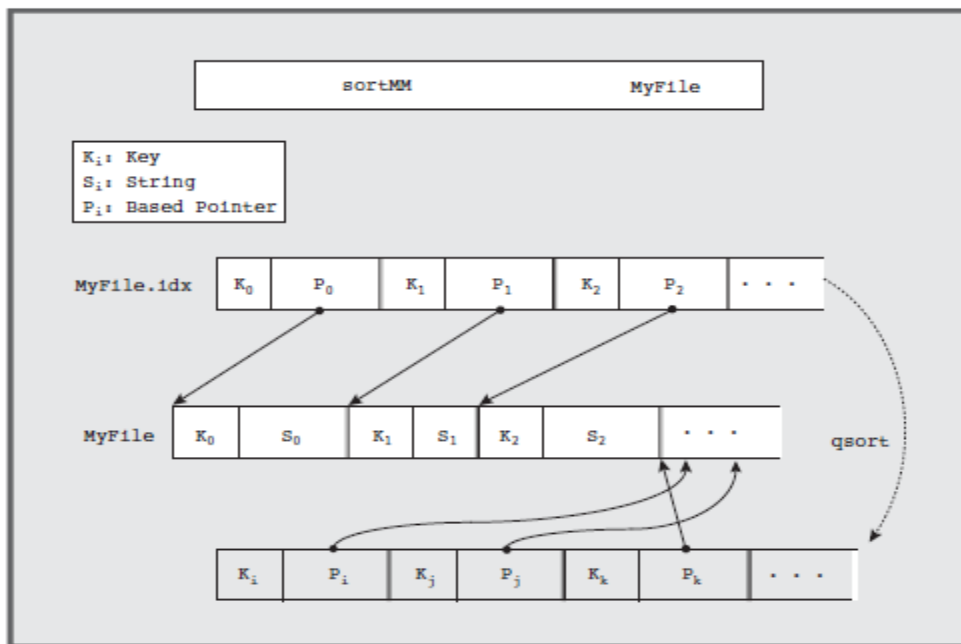 sortMM MyFile
Kᵢ: Key
Sᵢ: String
Pᵢ: Based Pointer
MyFile.idx K₀ P₀ K₁ P₁ K₂ P₂ · · ·
MyFile K₀ S₀ K₁ S₁ K₂ S₂ · · ·
qsort
Kᵢ Pᵢ Kⱼ Pⱼ Kₖ Pₖ · · ·